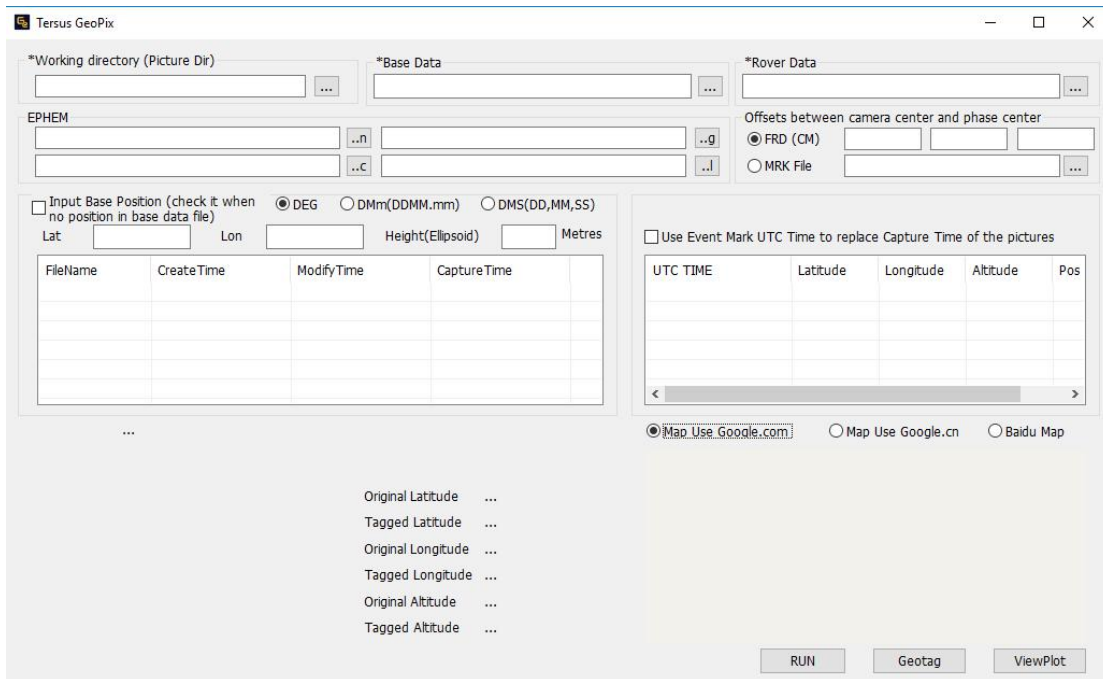 Tersus GeoPix
*Working directory (Picture Dir)
*Base Data
*Rover Data
...
...
...
EPHEM
Offsets between camera center and phase center
..n
..g
FRD (CM)
..c
..l
MRK File
...
Input Base Position (check it when
no position in base data file)
DEG
DMm(DDMM.mm)
DMS(DD,MM,SS)
Lat
Lon
Height(Ellipsoid)
Metres
Use Event Mark UTC Time to replace Capture Time of the pictures
FileName CreateTime ModifyTime CaptureTime
UTC TIME Latitude Longitude Altitude Pos
...
Map Use Google.com
Map Use Google.cn
Baidu Map
Original Latitude ...
Tagged Latitude ...
Original Longitude ...
Tagged Longitude ...
Original Altitude ...
Tagged Altitude ...
RUN
Geotag
ViewPlot